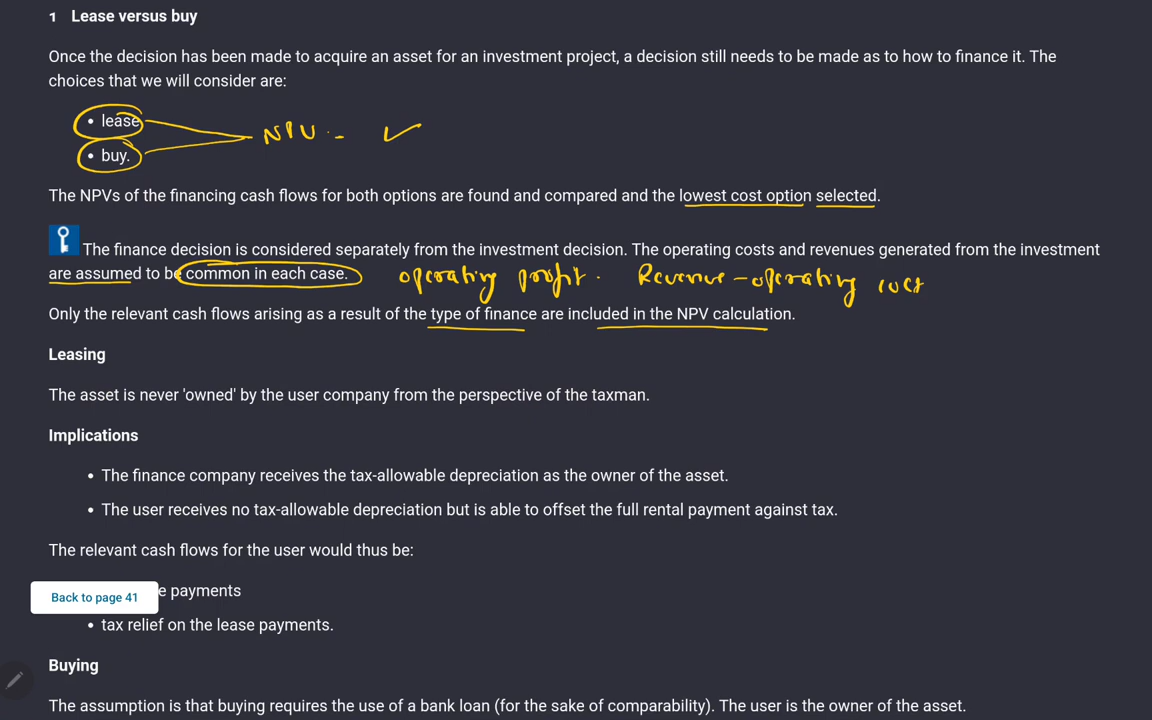 1 Lease versus buy
Once the decision has been made to acquire an asset for an investment project, a decision still needs to be made as to how to finance it. The
choices that we will consider are:
• lease
NPV. -
• buy.
The NPVs of the financing cash flows for both options are found and compared and the lowest cost option selected.
The finance decision is considered separately from the investment decision. The operating costs and revenues generated from the investment
are assumed to be common in each case. operating profit. Revenue - operating cost
Only the relevant cash flows arising as a result of the type of finance are included in the NPV calculation.
Leasing
The asset is never 'owned' by the user company from the perspective of the taxman.
Implications
• The finance company receives the tax-allowable depreciation as the owner of the asset.
• The user receives no tax-allowable depreciation but is able to offset the full rental payment against tax.
The relevant cash flows for the user would thus be:
Back to page 41
e payments
• tax relief on the lease payments.
Buying
The assumption is that buying requires the use of a bank loan (for the sake of comparability). The user is the owner of the asset.